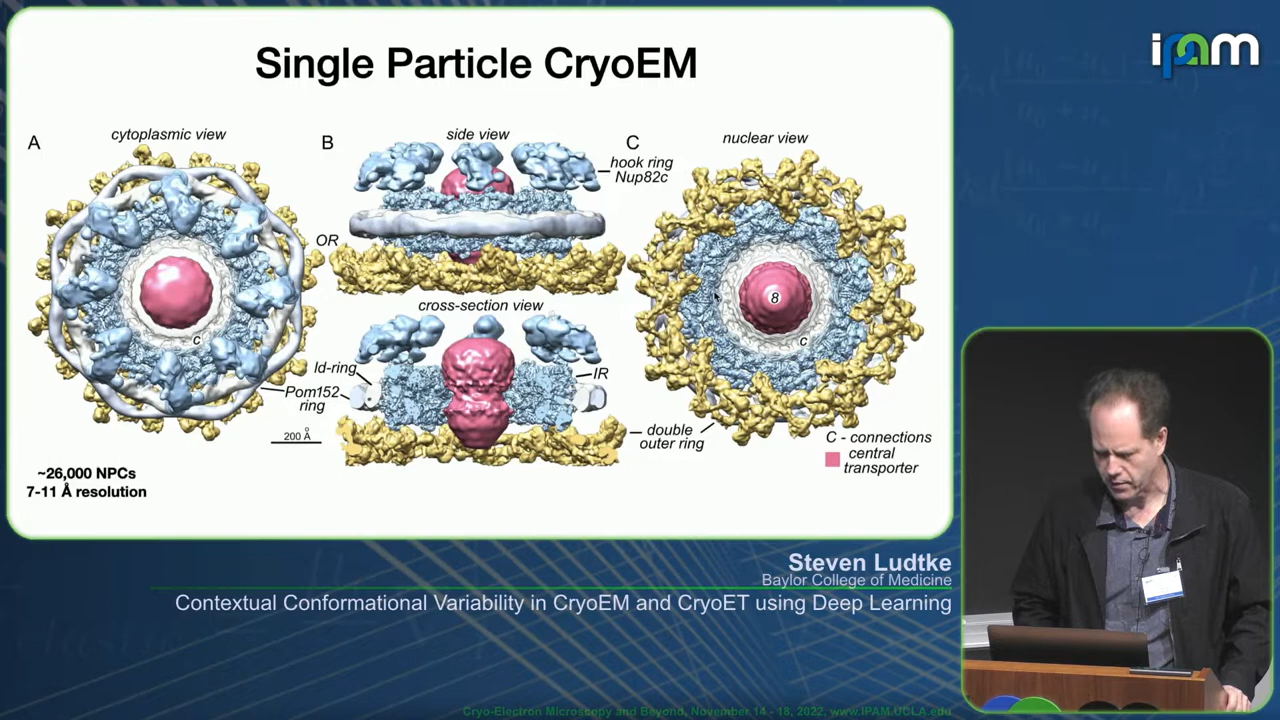 Single Particle CryoEM
ipam
A
cytoplasmic view
B
side view
C
nuclear view
hook ring
Nup82c
OR
8
c
c
cross-section view
Id-ring
Pom152
ring
IR
200 Å
double
outer ring
C - connections
central
transporter
~26,000 NPCs
7-11 Å resolution
Steven Ludtke
Baylor College of Medicine
Contextual Conformational Variability in CryoEM and CryoET using Deep Learning
Cryo-Electron Microscopy and Beyond, November 14 - 18, 2022, www.IPAM.UCLA.edu